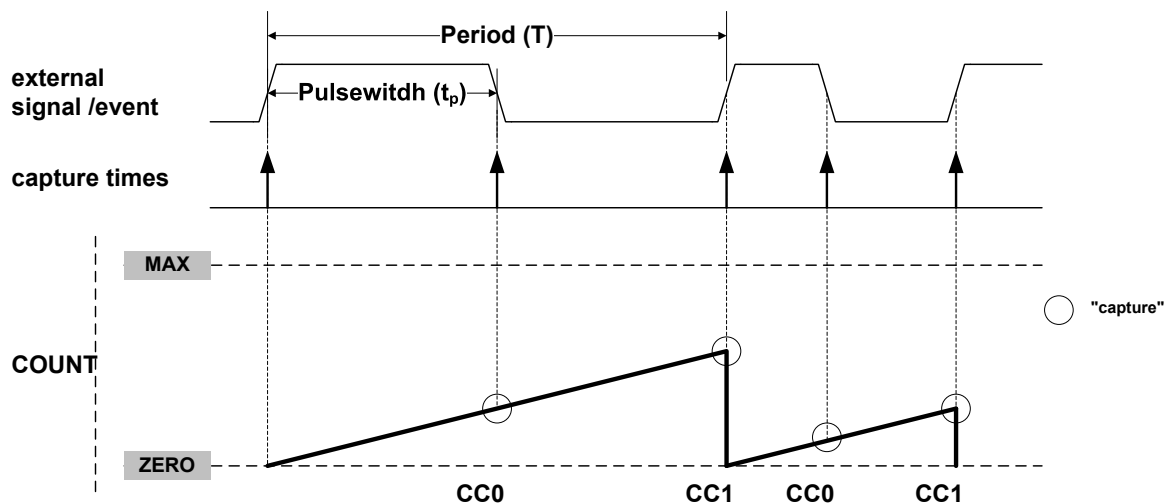 Period (T)
external
signal /event
Pulsewitdh (tp)
capture times
MAX
"capture"
COUNT
ZERO
CC0 CC1 CC0 CC1